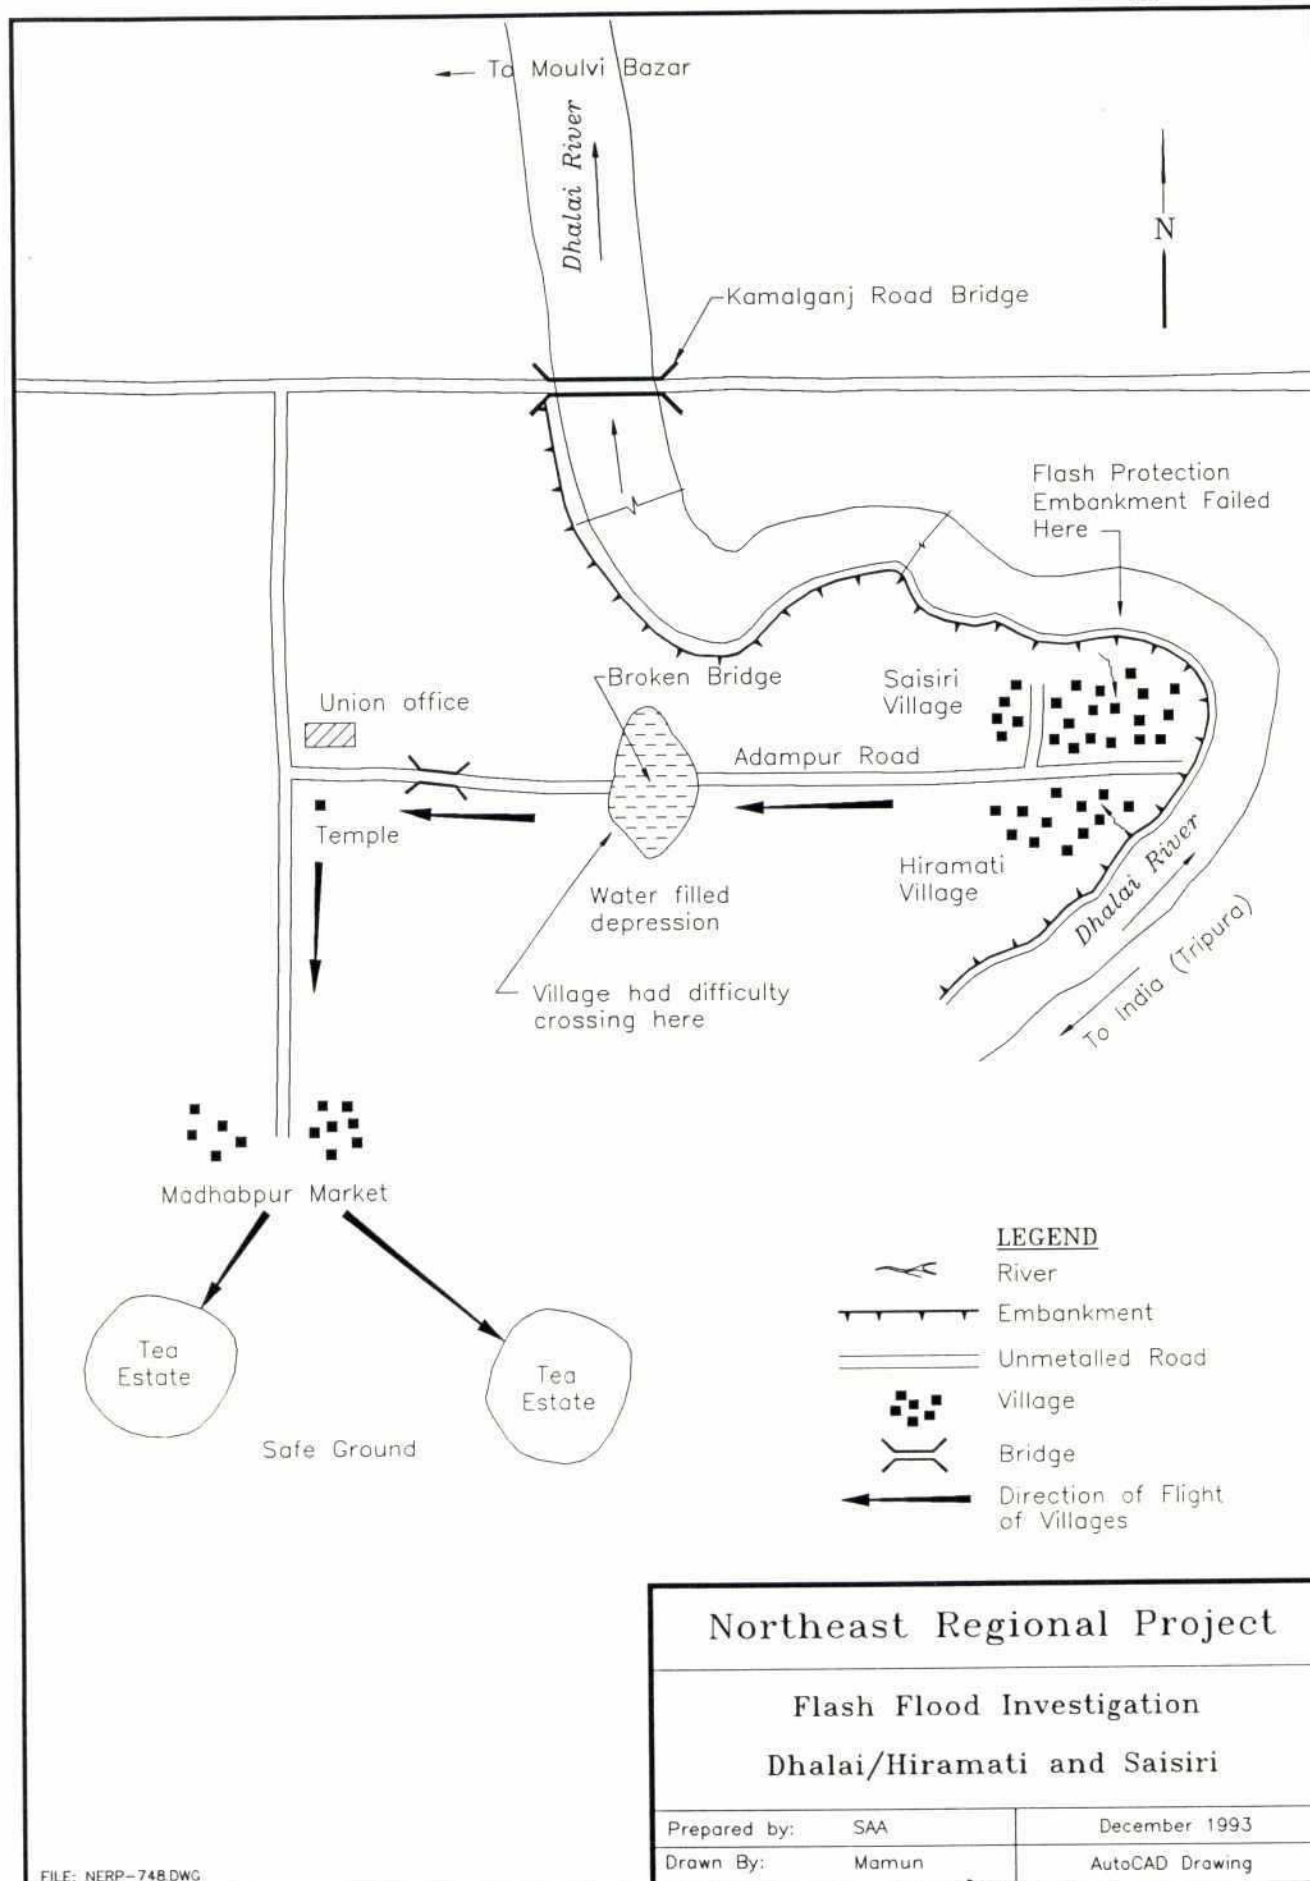 To Moulvi Bazar
Dhalai River
N
Kamalganj Road Bridge
Flash Protection
Embankment Failed
Here
Broken Bridge
Saisiri
Village
Union office
Adampur Road
Temple
Hiramati
Village
Water filled
depression
Dhalai River
To India (Tripura)
Village had difficulty
crossing here
Madhabpur Market
Tea
Estate
Tea
Estate
Safe Ground
LEGEND
River
Embankment
Unmetalled Road
Village
Bridge
Direction of Flight
of Villages
Northeast Regional Project
Flash Flood Investigation
Dhalai/Hiramati and Saisiri
Prepared by: SAA December 1993
Drawn By: Mamun AutoCAD Drawing
FILE: NERP-748.DWG